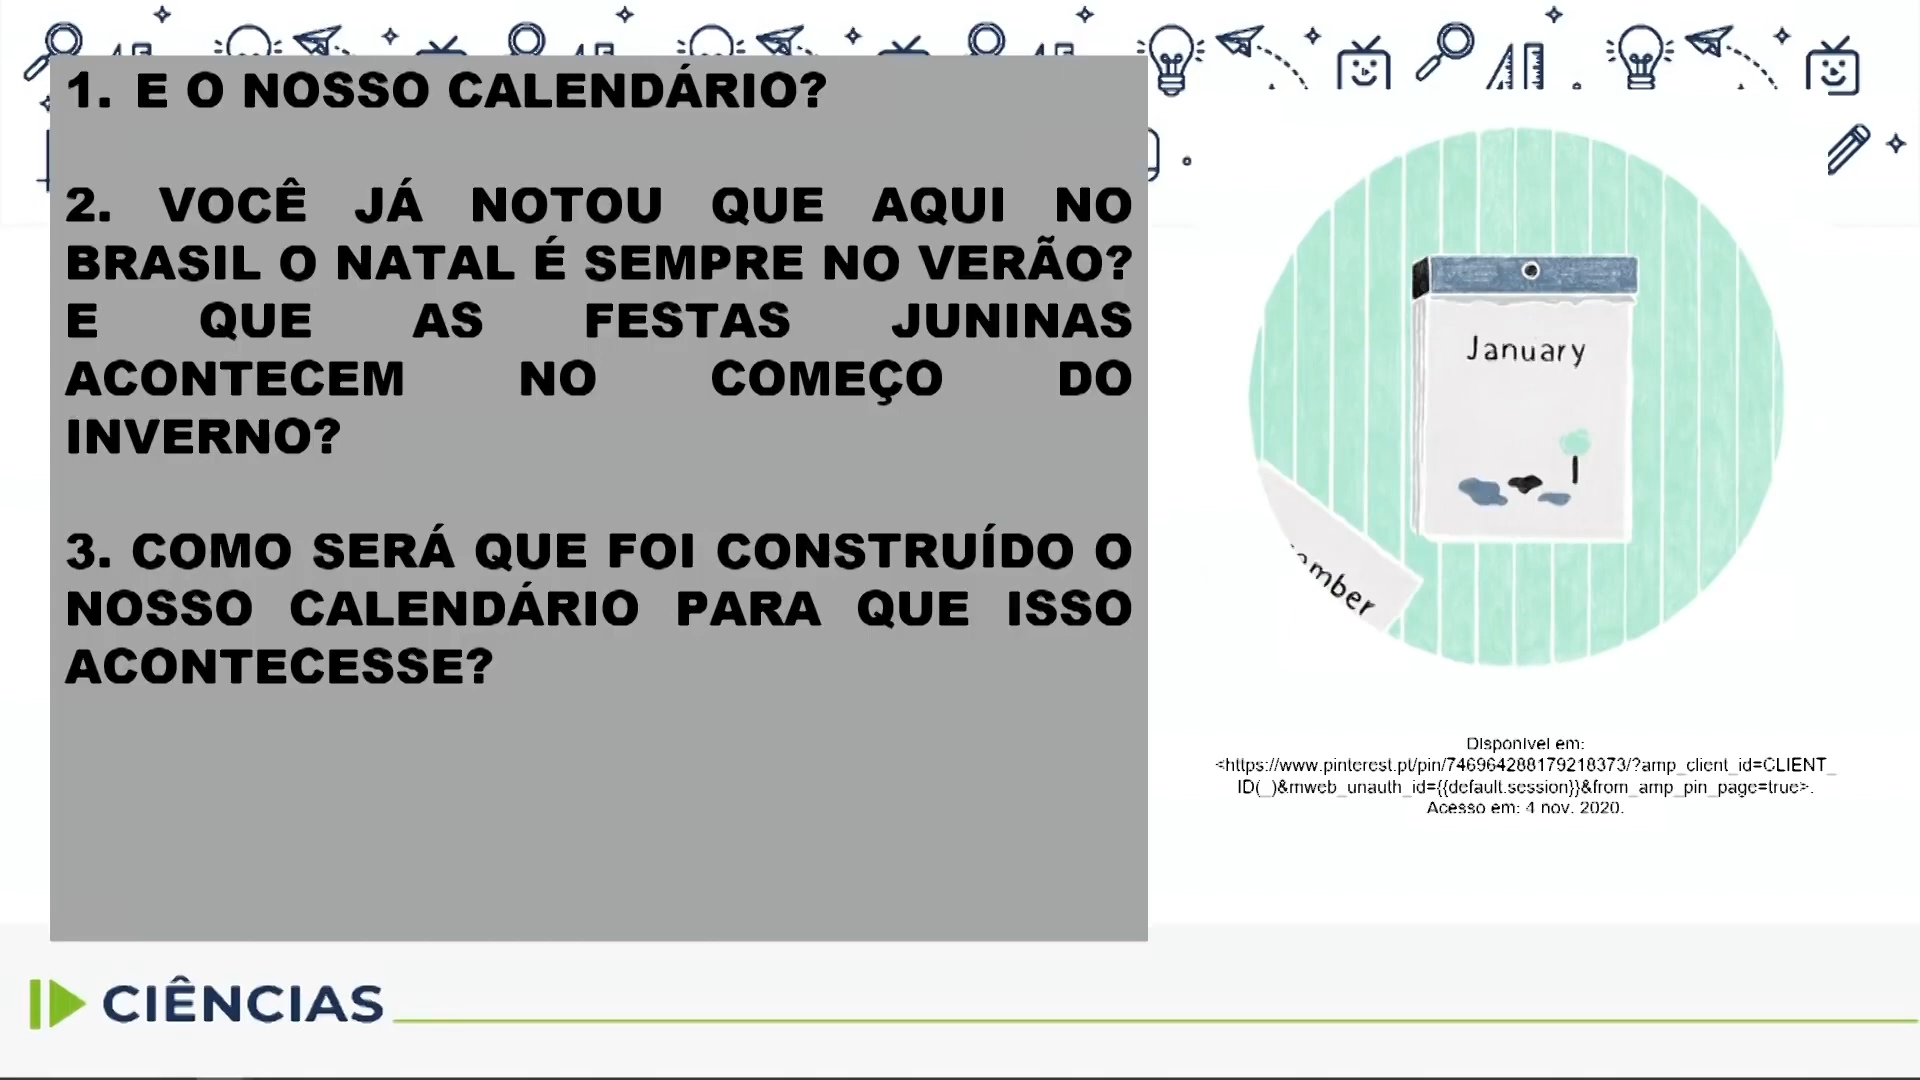 1. E O NOSSO CALENDÁRIO?
2. VOCÊ JÁ NOTOU QUE AQUI NO
BRASIL O NATAL É SEMPRE NO VERÃO?
E QUE AS FESTAS JUNINAS
ACONTECEM NO COMEÇO DO
INVERNO?
3. COMO SERÁ QUE FOI CONSTRUÍDO O
NOSSO CALENDÁRIO PARA QUE ISSO
ACONTECESSE?
January
ember
Disponível em:
<https://www.pinterest.pt/pin/746964288179218373/?amp_client_id=CLIENT_
ID(_)&mweb_unauth_id={{default.session}}&from_amp_pin_page=true>.
Acesso em: 4 nov. 2020.
CIÊNCIAS